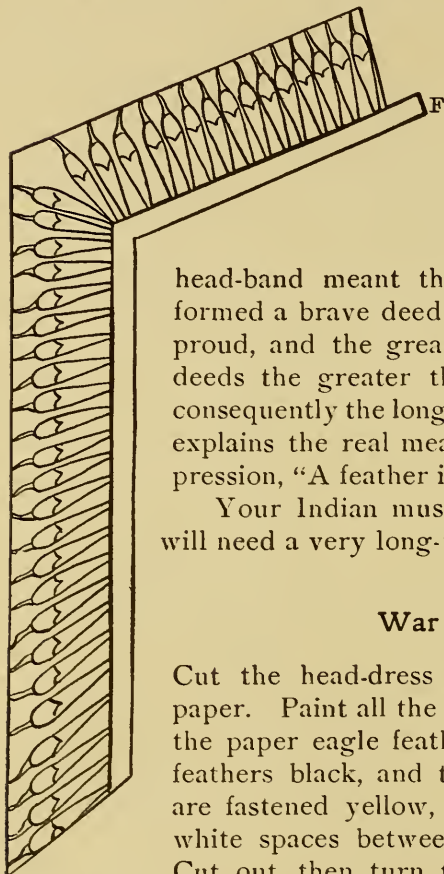 F
head-band meant th
formed a brave deed
proud, and the grea
deeds the greater th
consequently the long
explains the real mea
pression, “A feather i
Your Indian mus
will need a very long-
War
Cut the head-dress
paper. Paint all the
the paper eagle feath
feathers black, and t
are fastened yellow,
white spaces between